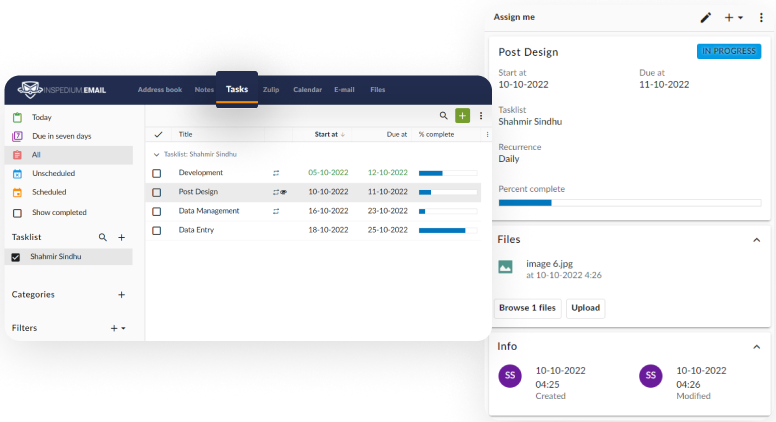 INSPEDIUM.EMAIL
Address book Notes Tasks Zulip Calendar E-mail Files
Today
7 Due in seven days
All
Unscheduled
Scheduled
Show completed
Tasklist
Shahmir Sindhu
Categories
Filters
Title Start at Due at % complete
Tasklist: Shahmir Sindhu
Development 05-10-2022 12-10-2022
Post Design 10-10-2022 11-10-2022
Data Management 16-10-2022 23-10-2022
Data Entry 18-10-2022 25-10-2022
Assign me
Post Design IN PROGRESS
Start at Due at
10-10-2022 11-10-2022
Tasklist
Shahmir Sindhu
Recurrence
Daily
Percent complete
Files
image 6.jpg
at 10-10-2022 4:26
Browse 1 files Upload
Info
SS 10-10-2022 SS 10-10-2022
04:25 04:26
Created Modified